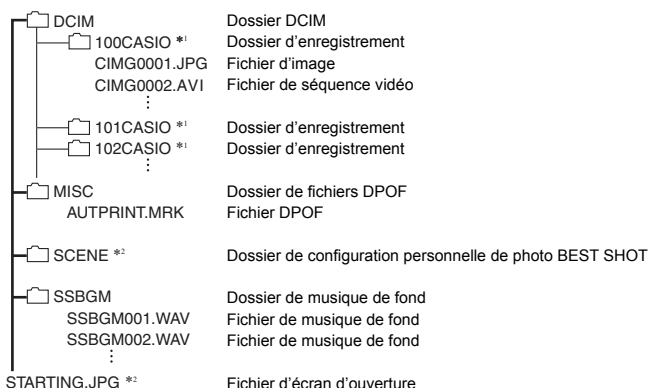 DCIM Dossier DCIM
100CASIO *1 Dossier d’enregistrement
CIMG0001.JPG Fichier d’image
CIMG0002.AVI Fichier de séquence vidéo
101CASIO *1 Dossier d’enregistrement
102CASIO *1 Dossier d’enregistrement
MISC Dossier de fichiers DPOF
AUTPRINT.MRK Fichier DPOF
SCENE *2 Dossier de configuration personnelle de photo BEST SHOT
SSBGM Dossier de musique de fond
SSBGM001.WAV Fichier de musique de fond
SSBGM002.WAV Fichier de musique de fond
STARTING.JPG *2 Fichier d'écran d'ouverture